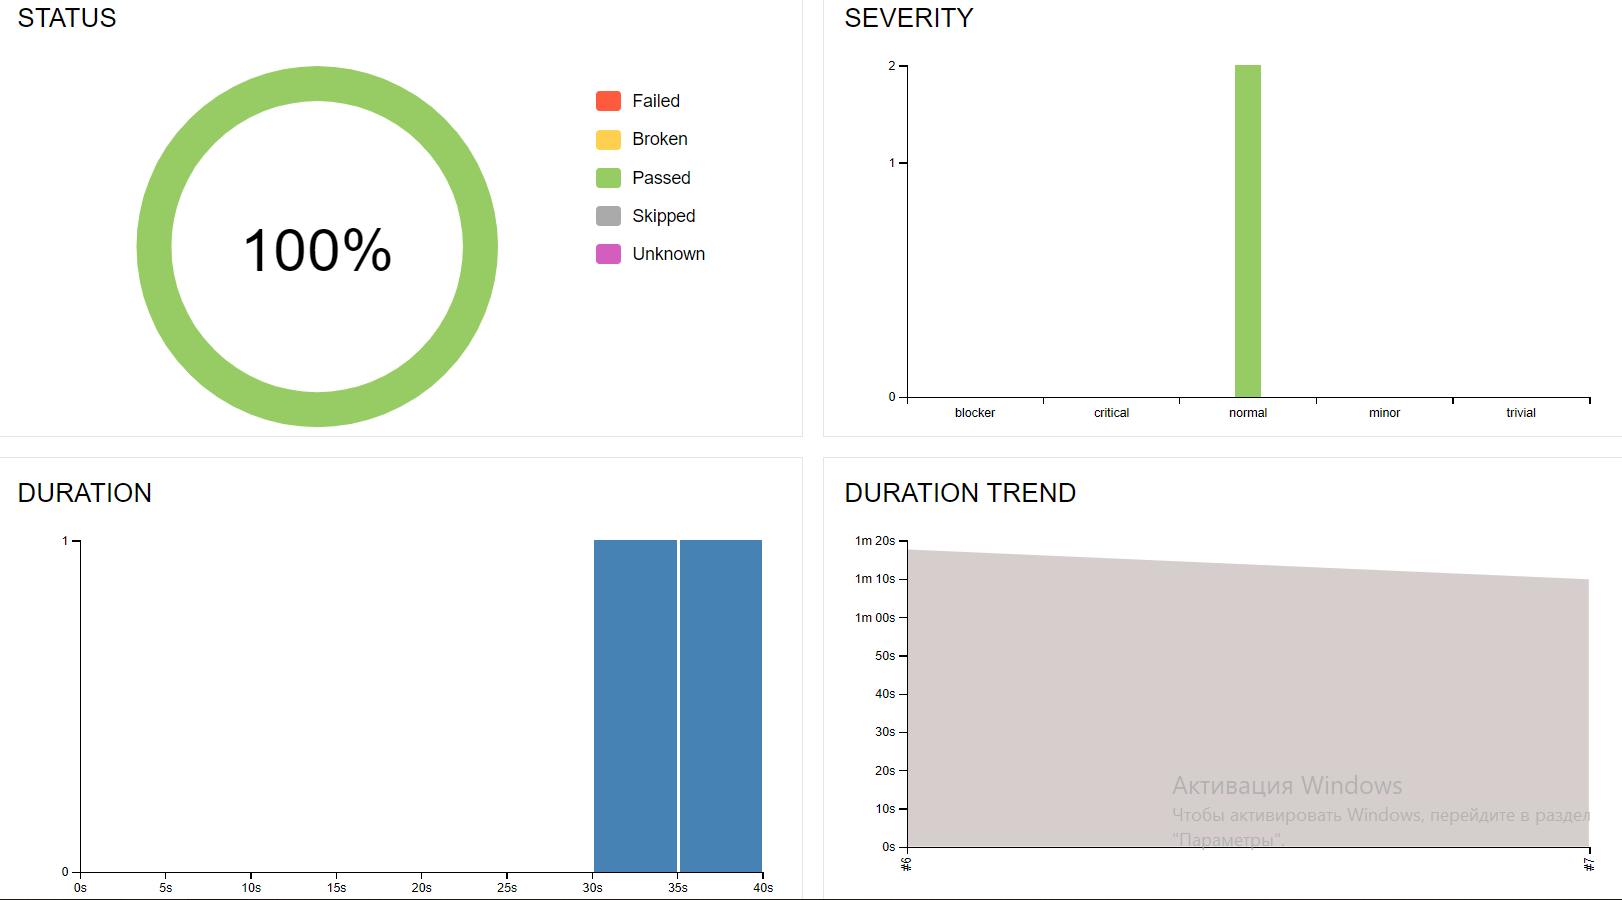 STATUS
100%
Failed
Broken
Passed
Skipped
Unknown
SEVERITY
2
1
0
blocker
critical
normal
minor
trivial
DURATION
1
0
0s
5s
10s
15s
20s
25s
30s
35s
40s
DURATION TREND
1m 20s
1m 10s
1m 00s
50s
40s
30s
20s
10s
0s
#6
#7
Активация Windows
Чтобы активировать Windows, перейдите в раздел
"Параметры".